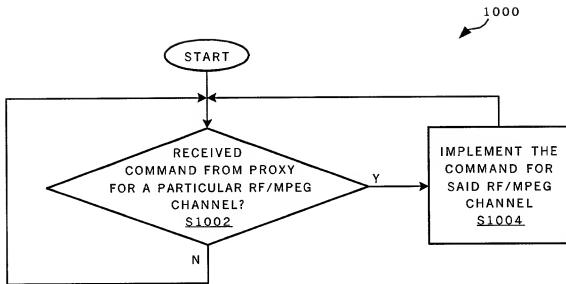 1000
START
RECEIVED
COMMAND FROM PROXY
FOR A PARTICULAR RF/MPEG
CHANNEL?
S1002
Y
N
IMPLEMENT THE
COMMAND FOR
SAID RF/MPEG
CHANNEL
S1004